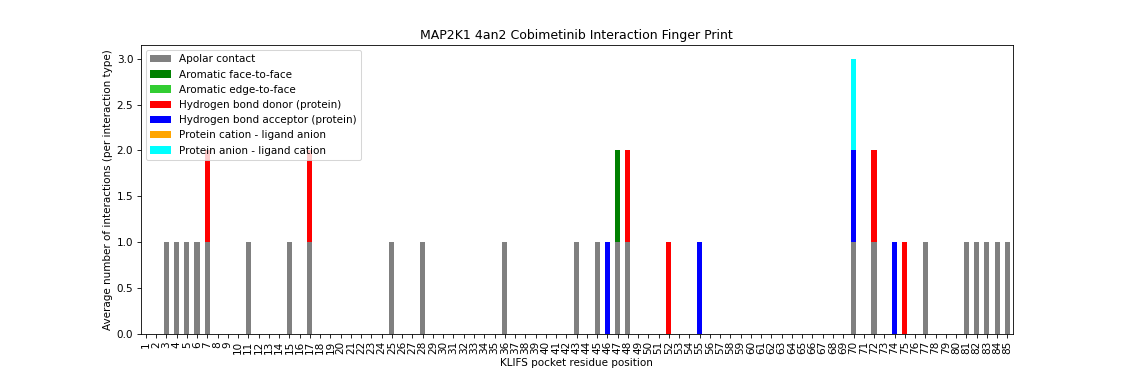 MAP2K1 4an2 Cobimetinib Interaction Finger Print
Average number of interactions (per interaction type)
3.0
2.5
2.0
1.5
1.0
0.5
0.0
Apolar contact
Aromatic face-to-face
Aromatic edge-to-face
Hydrogen bond donor (protein)
Hydrogen bond acceptor (protein)
Protein cation - ligand anion
Protein anion - ligand cation
1 2 3 4 5 6 7 8 9 10 11 12 13 14 15 16 17 18 19 20 21 22 23 24 25 26 27 28 29 30 31 32 33 34 35 36 37 38 39 40 41 42 43 44 45 46 47 48 49 50 51 52 53 54 55 56 57 58 59 60 61 62 63 64 65 66 67 68 69 70 71 72 73 74 75 76 77 78 79 80 81 82 83 84 85
KLIFS pocket residue position